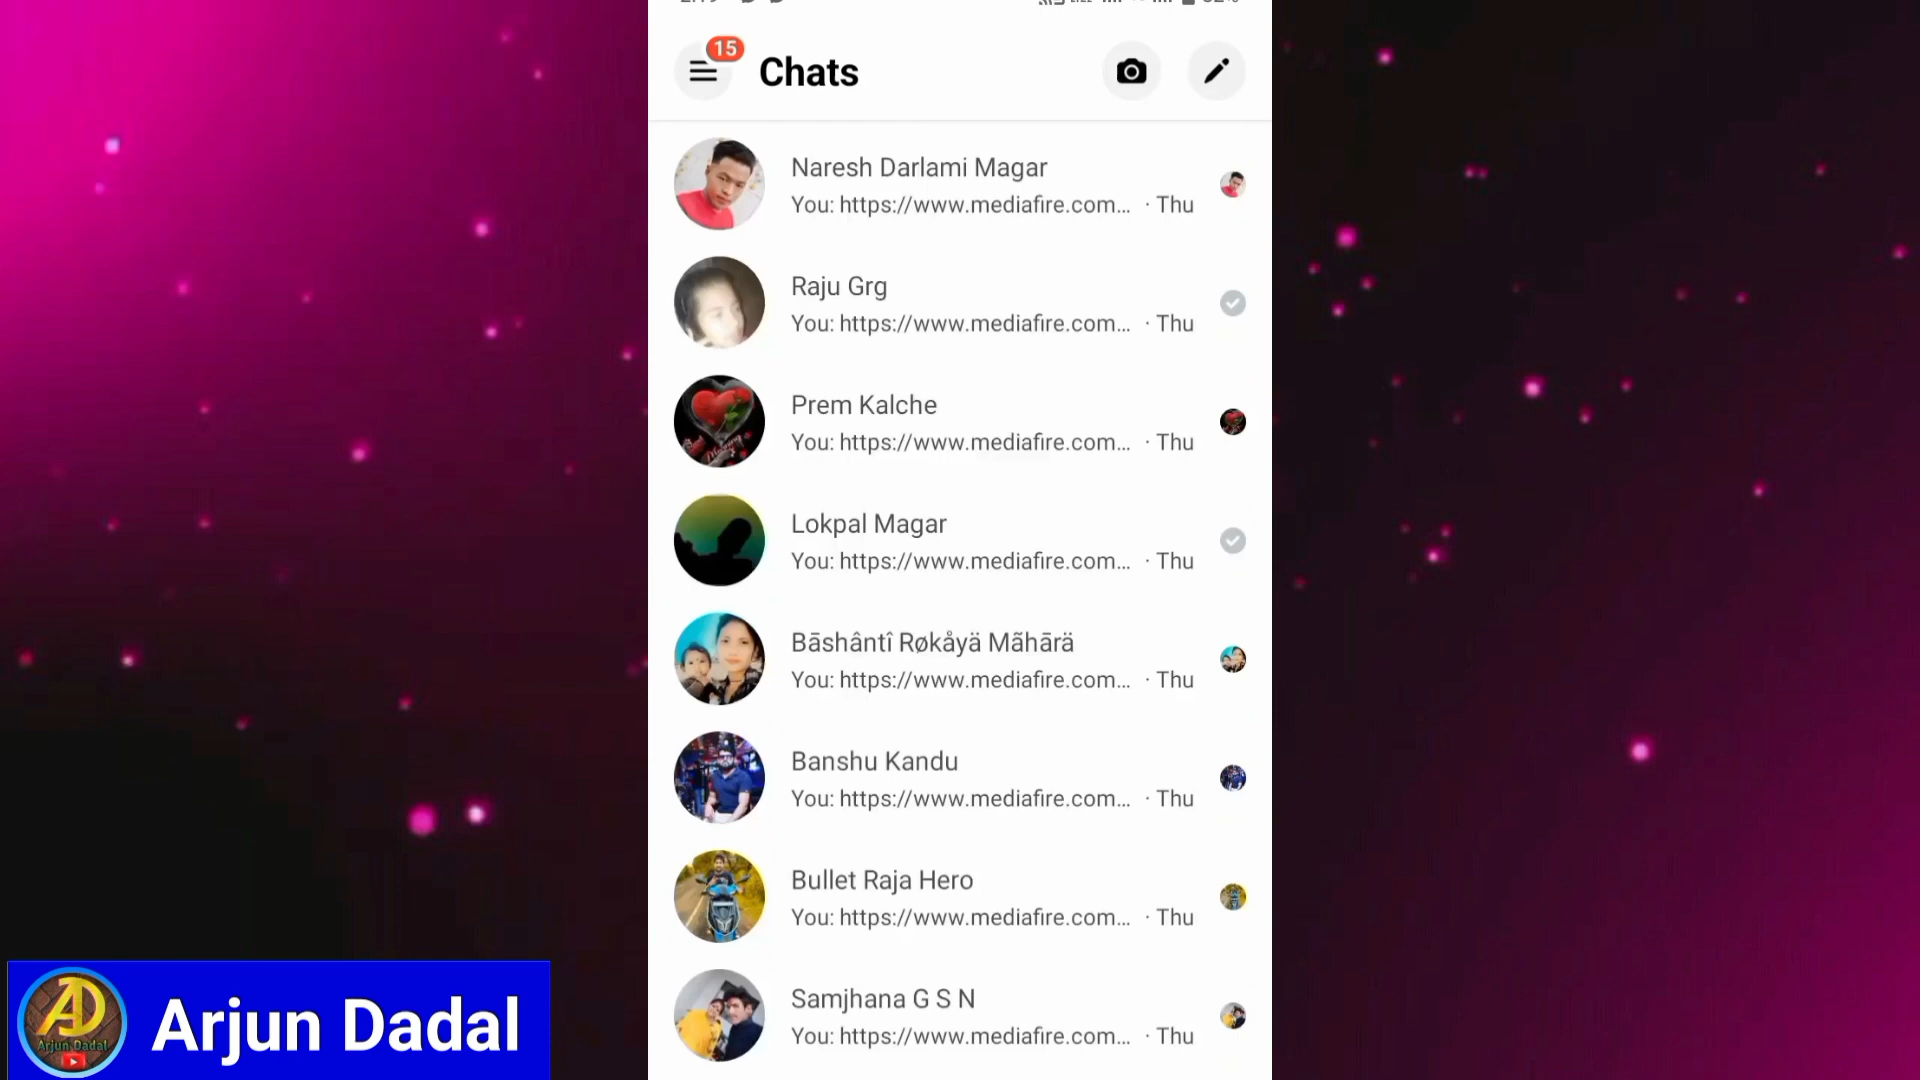 15
Chats
Naresh Darlami Magar
You: https://www.mediafire.com... · Thu
Raju Grg
You: https://www.mediafire.com... · Thu
Prem Kalche
You: https://www.mediafire.com... · Thu
Lokpal Magar
You: https://www.mediafire.com... · Thu
Bāshântî Røkåyä Mãhārä
You: https://www.mediafire.com... · Thu
Banshu Kandu
You: https://www.mediafire.com... · Thu
Bullet Raja Hero
You: https://www.mediafire.com... · Thu
Samjhana G S N
You: https://www.mediafire.com... · Thu
AD
Arjun Dadal
Arjun Dadal